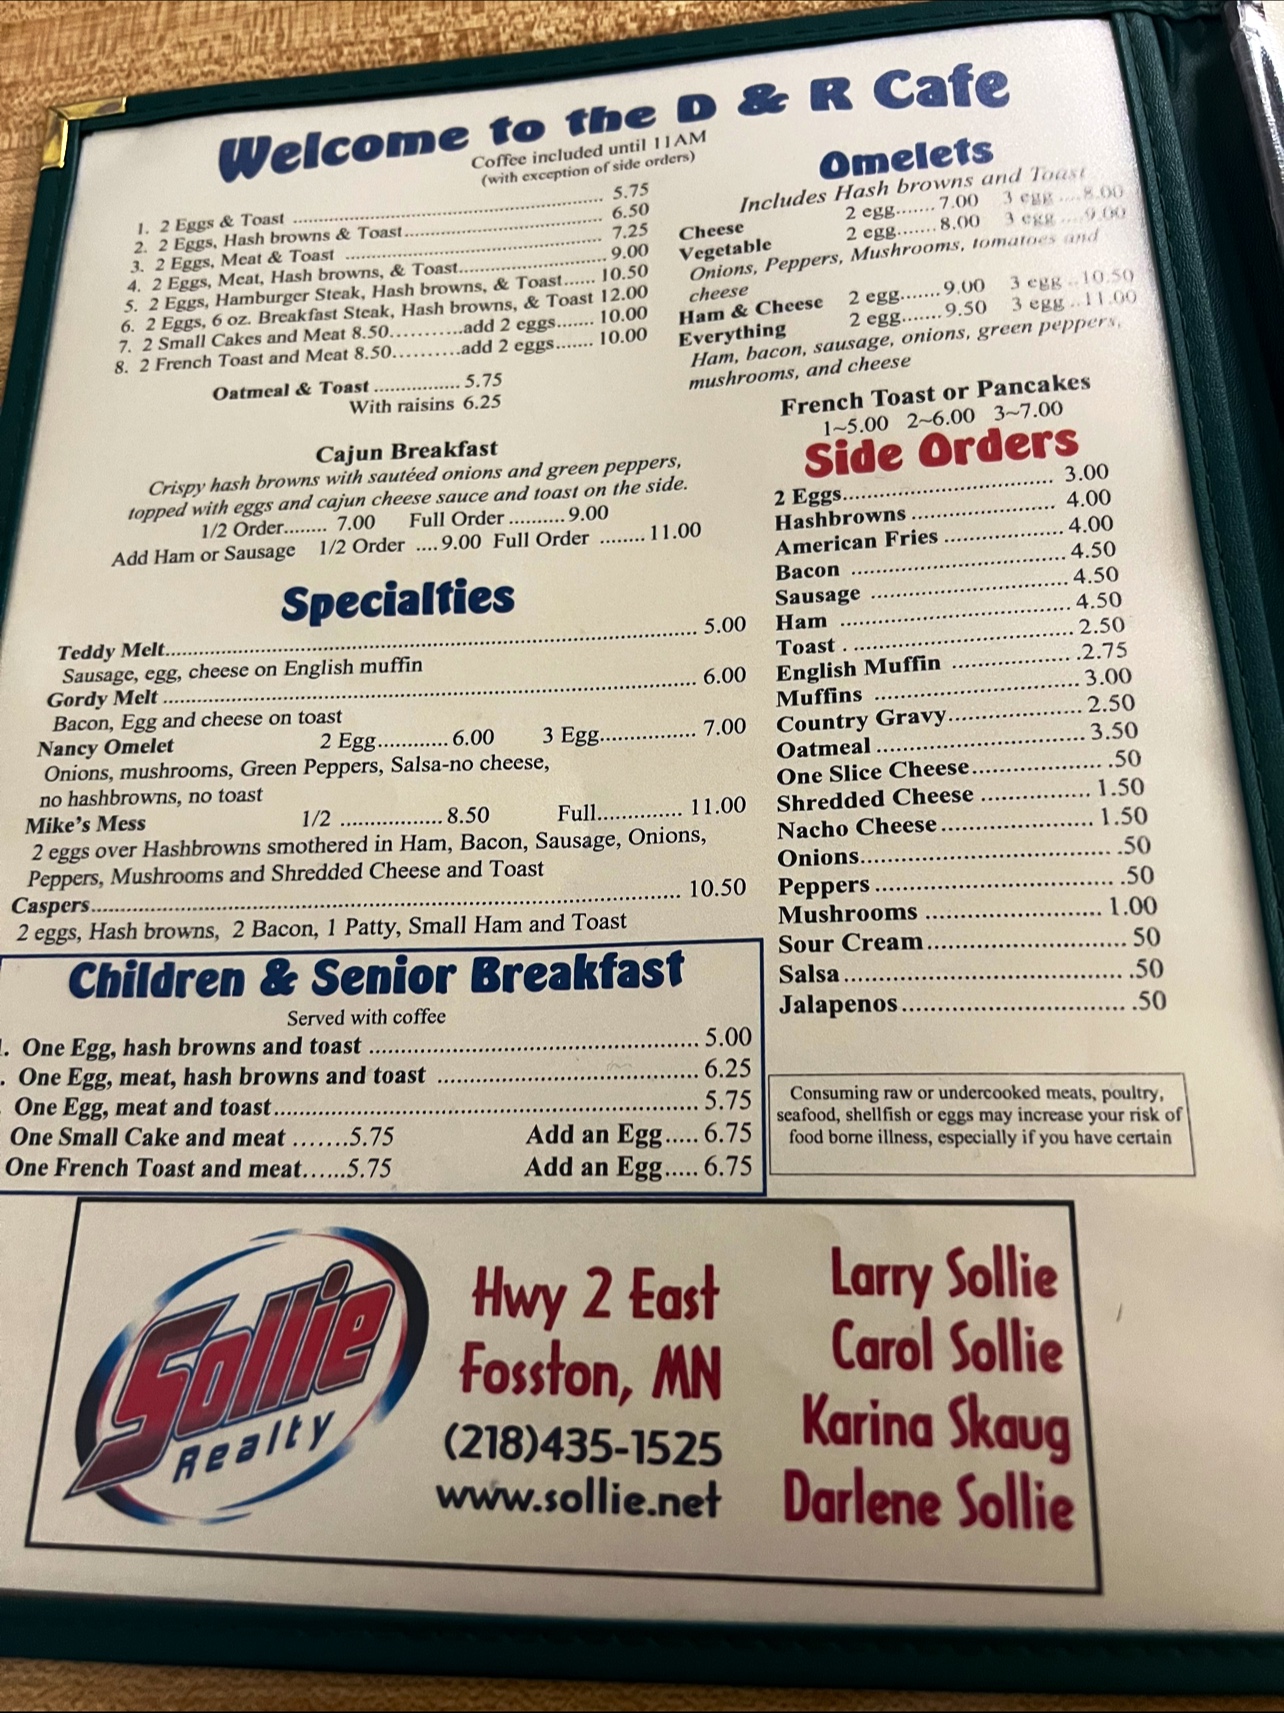 Welcome to the D & R Cafe
Coffee included until 11AM
(with exception of side orders)
1. 2 Eggs & Toast ........ 5.75
2. 2 Eggs, Hash browns & Toast........ 6.50
3. 2 Eggs, Meat & Toast ........ 7.25
4. 2 Eggs, Meat, Hash browns, & Toast........ 9.00
5. 2 Eggs, Hamburger Steak, Hash browns, & Toast...... 10.50
6. 2 Eggs, 6 oz. Breakfast Steak, Hash browns, & Toast 12.00
7. 2 Small Cakes and Meat 8.50..........add 2 eggs....... 10.00
8. 2 French Toast and Meat 8.50..........add 2 eggs....... 10.00
Oatmeal & Toast ................ 5.75
With raisins 6.25
Cajun Breakfast
Crispy hash browns with sautéed onions and green peppers,
topped with eggs and cajun cheese sauce and toast on the side.
1/2 Order........ 7.00 Full Order ..........9.00
Add Ham or Sausage 1/2 Order ....9.00 Full Order ........11.00
Specialties
Teddy Melt........ 5.00
Sausage, egg, cheese on English muffin
Gordy Melt ........ 6.00
Bacon, Egg and cheese on toast
Nancy Omelet 2 Egg............ 6.00 3 Egg................ 7.00
Onions, mushrooms, Green Peppers, Salsa-no cheese,
no hashbrowns, no toast
Mike's Mess 1/2 ................. 8.50 Full.............. 11.00
2 eggs over Hashbrowns smothered in Ham, Bacon, Sausage, Onions,
Peppers, Mushrooms and Shredded Cheese and Toast
Caspers........ 10.50
2 eggs, Hash browns, 2 Bacon, 1 Patty, Small Ham and Toast
Children & Senior Breakfast
Served with coffee
. One Egg, hash browns and toast ........ 5.00
. One Egg, meat, hash browns and toast ........ 6.25
One Egg, meat and toast........ 5.75
One Small Cake and meat .......5.75 Add an Egg..... 6.75
One French Toast and meat......5.75 Add an Egg..... 6.75
Omelets
Includes Hash browns and Toast
Cheese 2 egg.......7.00 3 egg ....8.00
Vegetable 2 egg.......8.00 3 egg ....9.00
Onions, Peppers, Mushrooms, tomatoes and
cheese
Ham & Cheese 2 egg.......9.00 3 egg ..10.50
Everything 2 egg.......9.50 3 egg ..11.00
Ham, bacon, sausage, onions, green peppers,
mushrooms, and cheese
French Toast or Pancakes
1~5.00 2~6.00 3~7.00
Side Orders
2 Eggs........ 3.00
Hashbrowns ........ 4.00
American Fries ........ 4.00
Bacon ........ 4.50
Sausage ........ 4.50
Ham ........ 4.50
Toast . ........ 2.50
English Muffin ........ .2.75
Muffins ........ 3.00
Country Gravy........ 2.50
Oatmeal ........ 3.50
One Slice Cheese........ .50
Shredded Cheese ........ 1.50
Nacho Cheese........ 1.50
Onions........ .50
Peppers ........ .50
Mushrooms ........ 1.00
Sour Cream........ 50
Salsa ........ .50
Jalapenos........ .50
Consuming raw or undercooked meats, poultry,
seafood, shellfish or eggs may increase your risk of
food borne illness, especially if you have certain
Sollie
Realty
Hwy 2 East
Fosston, MN
(218)435-1525
www.sollie.net
Larry Sollie
Carol Sollie
Karina Skaug
Darlene Sollie